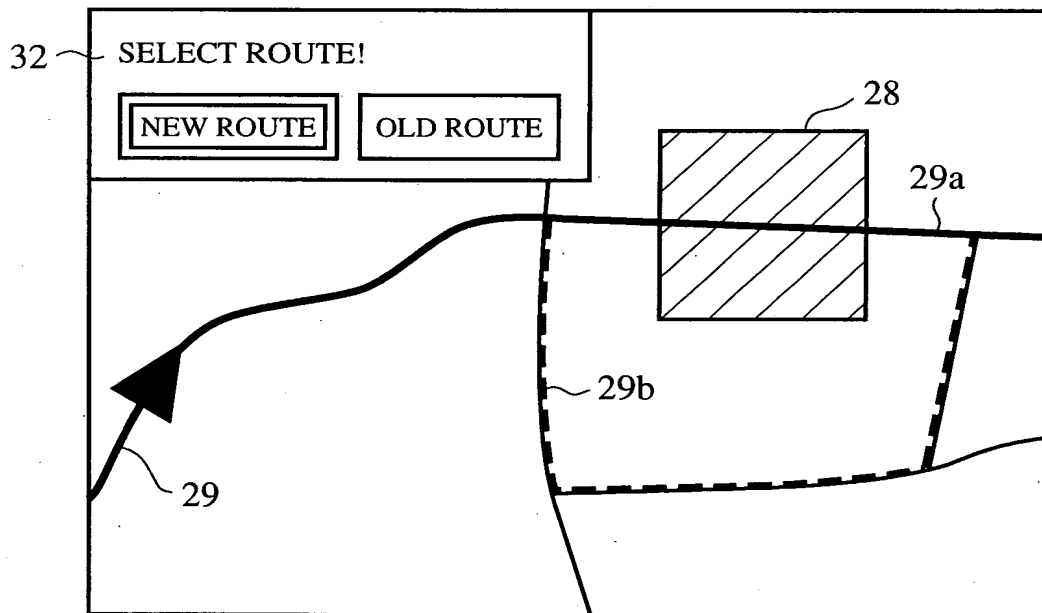 32 SELECT ROUTE!
NEW ROUTE OLD ROUTE
28
29a
29b
29